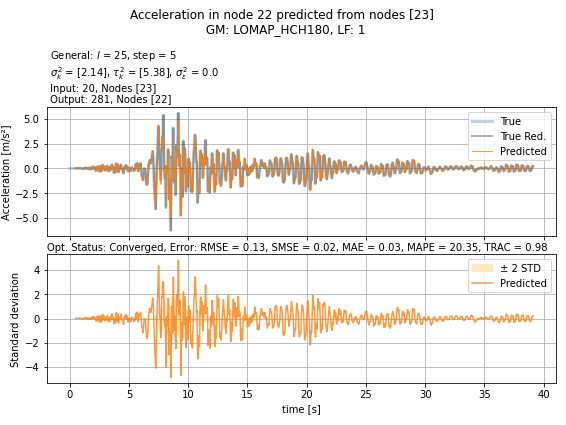 Acceleration in node 22 predicted from nodes [23]
GM: LOMAP_HCH180, LF: 1
General: l = 25, step = 5
σ²ₖ = [2.14], τ²ₖ = [5.38], σ²ε = 0.0
Input: 20, Nodes [23]
Output: 281, Nodes [22]
Acceleration [m/s²]
5.0
2.5
0.0
−2.5
−5.0
True
True Red.
Predicted
Opt. Status: Converged, Error: RMSE = 0.13, SMSE = 0.02, MAE = 0.03, MAPE = 20.35, TRAC = 0.98
Standard deviation
4
2
0
−2
−4
± 2 STD
Predicted
0 5 10 15 20 25 30 35 40
time [s]